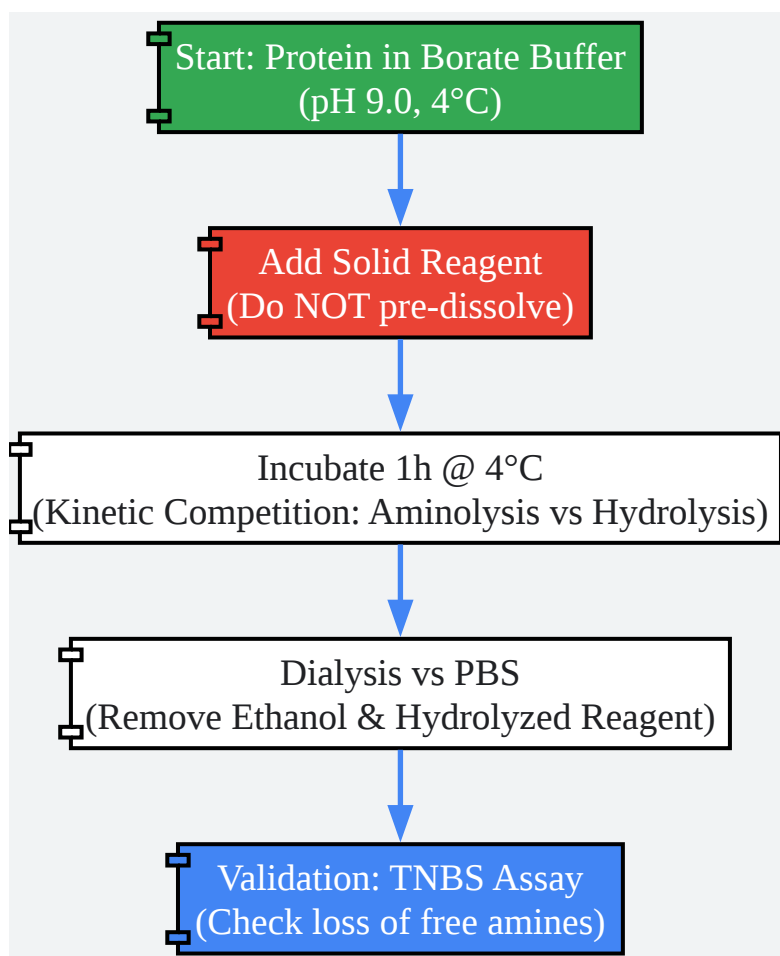 Start: Protein in Borate Buffer
(pH 9.0, 4°C)
Add Solid Reagent
(Do NOT pre-dissolve)
Incubate 1h @ 4°C
(Kinetic Competition: Aminolysis vs Hydrolysis)
Dialysis vs PBS
(Remove Ethanol & Hydrolyzed Reagent)
Validation: TNBS Assay
(Check loss of free amines)